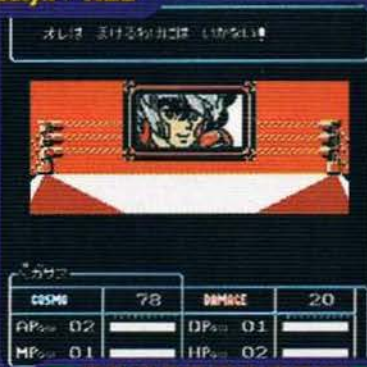 オレは まけるわけには いかない!
ペガサス
COSMO 78 DAMAGE 20
AP 02 DP 01
MP 01 HP 02